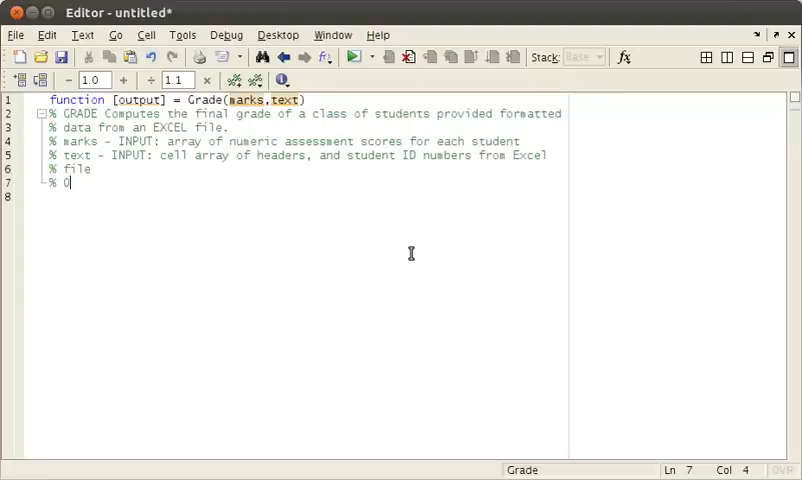 Editor - untitled*
File Edit Text Go Cell Tools Debug Desktop Window Help
Stack: Base fx
− 1.0 + ÷ 1.1 ×
1 function [output] = Grade(marks,text)
2 % GRADE Computes the final grade of a class of students provided formatted
3 % data from an EXCEL file.
4 % marks - INPUT: array of numeric assessment scores for each student
5 % text - INPUT: cell array of headers, and student ID numbers from Excel
6 % file
7 % O
8
Grade Ln 7 Col 4 OVR